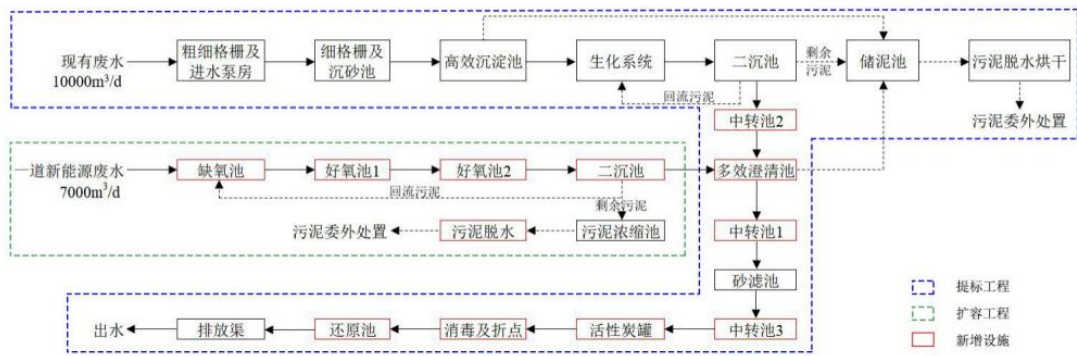 现有废水
10000m³/d
粗细格栅及
进水泵房
细格栅及
沉砂池
高效沉淀池
生化系统
二沉池
剩余
污泥
储泥池
污泥脱水烘干
回流污泥
中转池2
污泥委外处置
道新能源废水
7000m³/d
缺氧池
好氧池1
好氧池2
二沉池
多效澄清池
回流污泥
剩余污泥
污泥委外处置
污泥脱水
污泥浓缩池
中转池1
砂滤池
出水
排放渠
还原池
消毒及折点
活性炭罐
中转池3
提标工程
扩容工程
新增设施